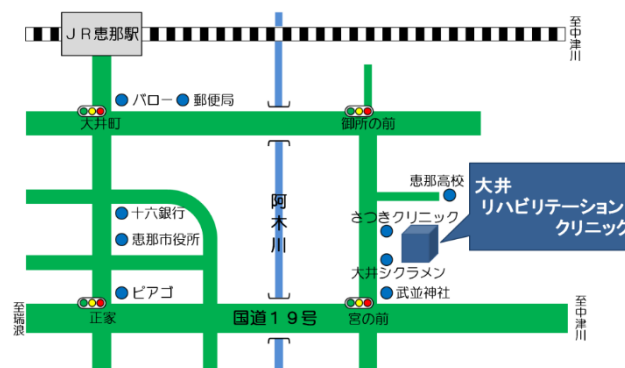 JR恵那駅
至中津川
バロー
郵便局
大井町
御所の前
恵那高校
大井
リハビリテーション
クリニック
さつきクリニック
十六銀行
阿木川
恵那市役所
大井シクラメン
ピアゴ
武並神社
至瑞浪
正家
国道19号
宮の前
至中津川